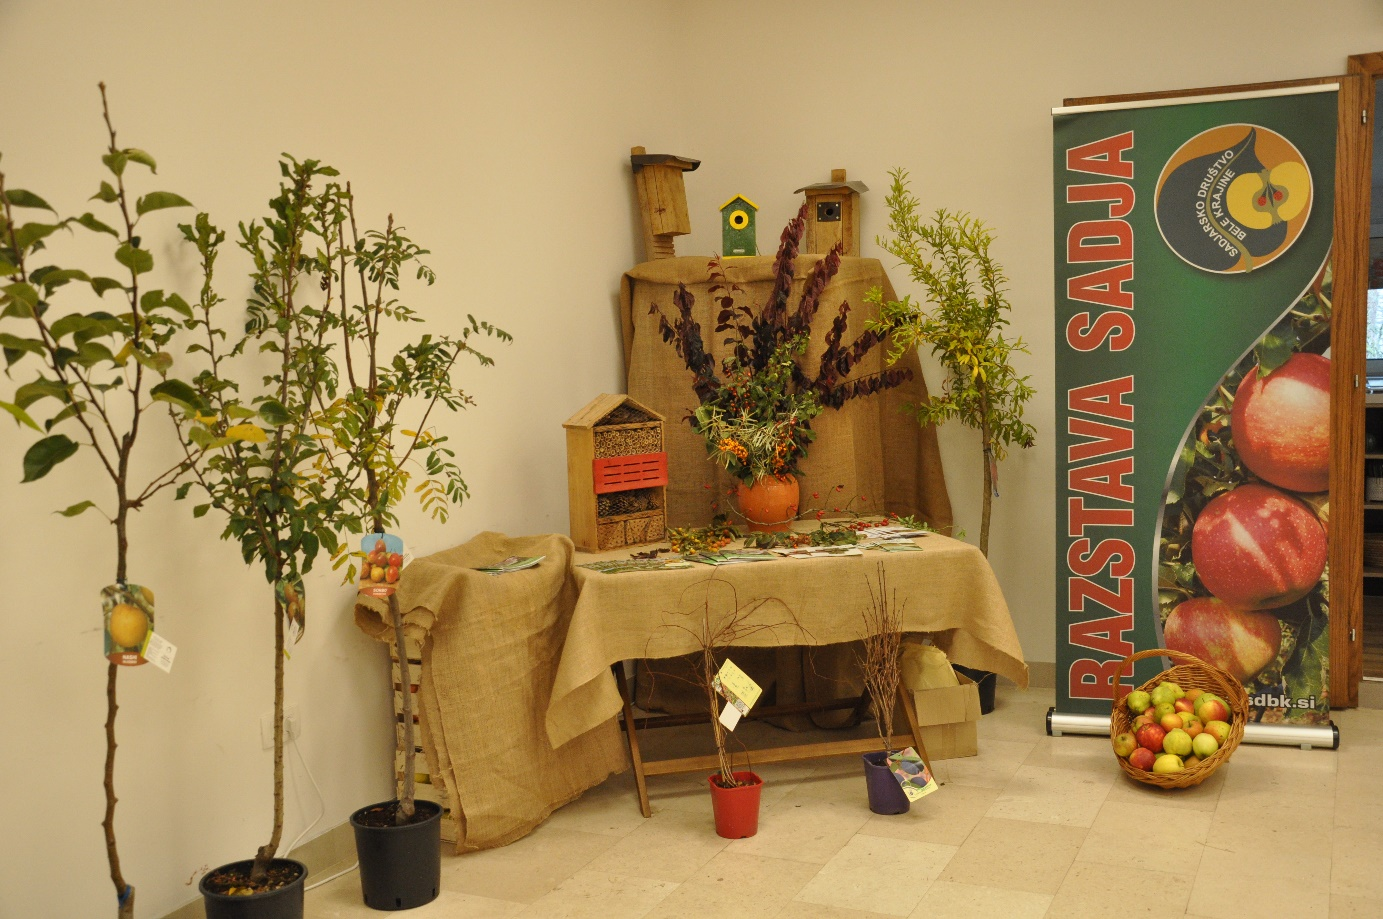 RAZSTAVA SADJA
SADJARSKO DRUŠTVO
BELE KRAJINE
sdbk.si